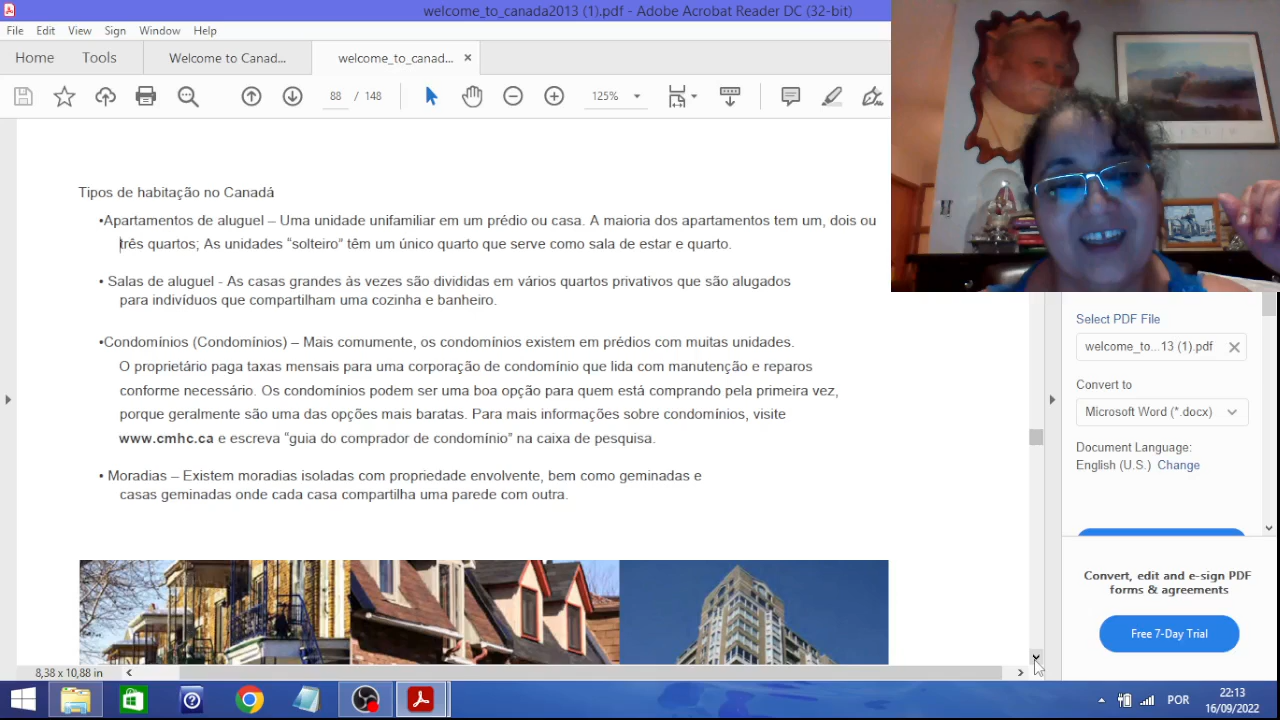 welcome_to_canada2013 (1).pdf - Adobe Acrobat Reader DC (32-bit)
File Edit View Sign Window Help
Home Tools Welcome to Canad... welcome_to_canad... ×
88 / 148 125%
Tipos de habitação no Canadá
•Apartamentos de aluguel – Uma unidade unifamiliar em um prédio ou casa. A maioria dos apartamentos tem um, dois ou
três quartos; As unidades “solteiro” têm um único quarto que serve como sala de estar e quarto.
• Salas de aluguel - As casas grandes às vezes são divididas em vários quartos privativos que são alugados
para indivíduos que compartilham uma cozinha e banheiro.
•Condomínios (Condomínios) – Mais comumente, os condomínios existem em prédios com muitas unidades.
O proprietário paga taxas mensais para uma corporação de condomínio que lida com manutenção e reparos
conforme necessário. Os condomínios podem ser uma boa opção para quem está comprando pela primeira vez,
porque geralmente são uma das opções mais baratas. Para mais informações sobre condomínios, visite
www.cmhc.ca e escreva “guia do comprador de condomínio” na caixa de pesquisa.
• Moradias – Existem moradias isoladas com propriedade envolvente, bem como geminadas e
casas geminadas onde cada casa compartilha uma parede com outra.
Select PDF File
welcome_to...13 (1).pdf
Convert to
Microsoft Word (*.docx)
Document Language:
English (U.S.) Change
Convert, edit and e-sign PDF
forms & agreements
Free 7-Day Trial
8,38 x 10,88 in
POR
22:13
16/09/2022